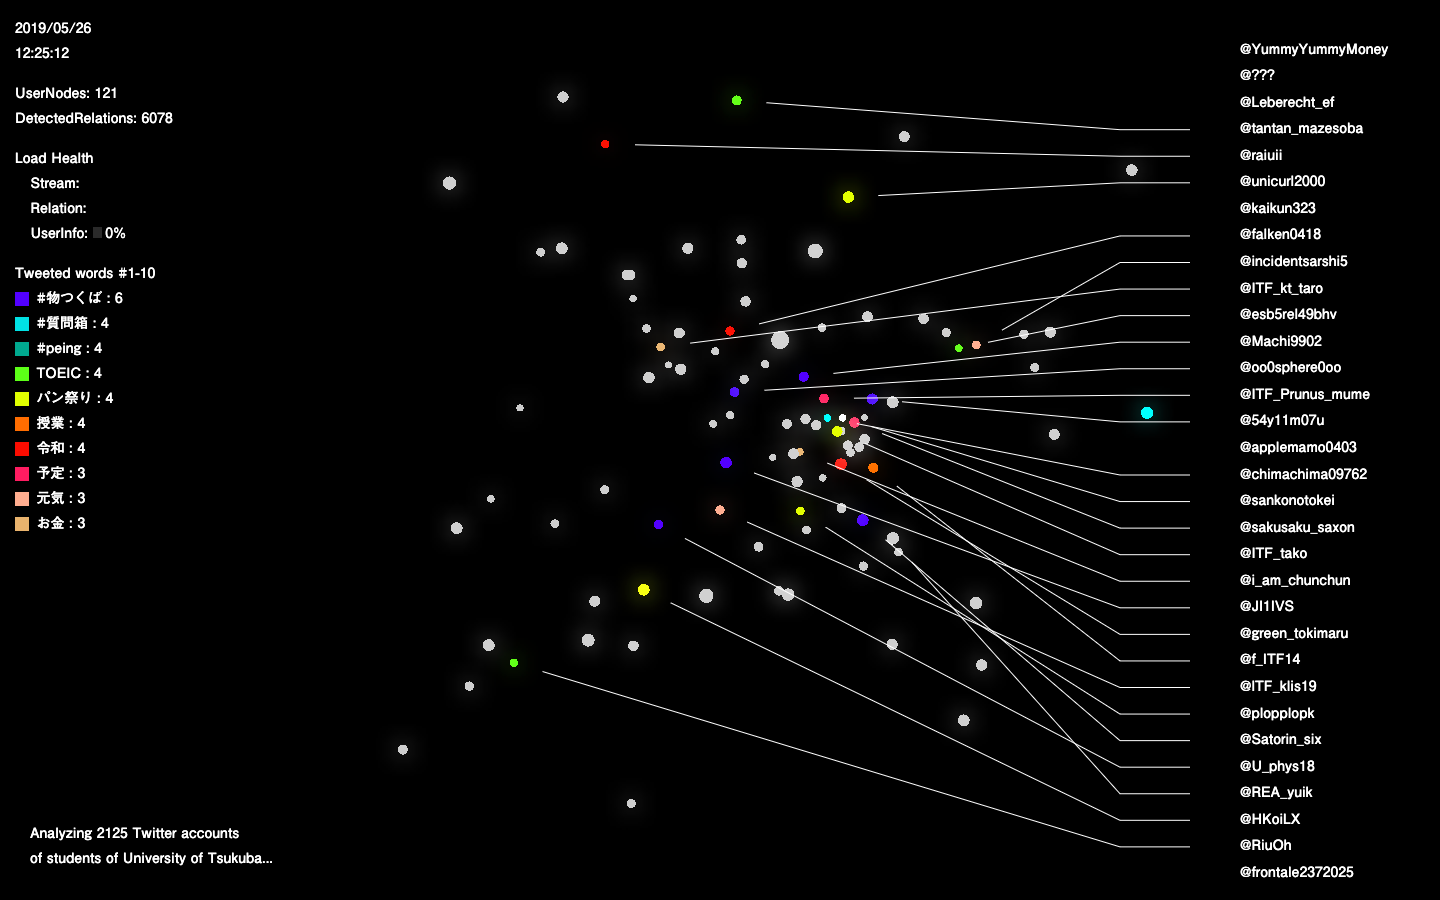 2019/05/26
12:25:12
UserNodes: 121
DetectedRelations: 6078
Load Health
Stream:
Relation:
UserInfo: 0%
Tweeted words #1-10
#物つくば : 6
#質問箱 : 4
#peing : 4
TOEIC : 4
パン祭り : 4
授業 : 4
令和 : 4
予定 : 3
元気 : 3
お金 : 3
Analyzing 2125 Twitter accounts
of students of University of Tsukuba...
@YummyYummyMoney
@???
@Leberecht_ef
@tantan_mazesoba
@raiuii
@unicurl2000
@kaikun323
@falken0418
@incidentsarshi5
@ITF_kt_taro
@esb5rel49bhv
@Machi9902
@oo0sphere0oo
@ITF_Prunus_mume
@54y11m07u
@applemamo0403
@chimachima09762
@sankonotokei
@sakusaku_saxon
@ITF_tako
@i_am_chunchun
@JI1IVS
@green_tokimaru
@f_ITF14
@ITF_klis19
@plopplopk
@Satorin_six
@U_phys18
@REA_yuik
@HKoiLX
@RiuOh
@frontale2372025